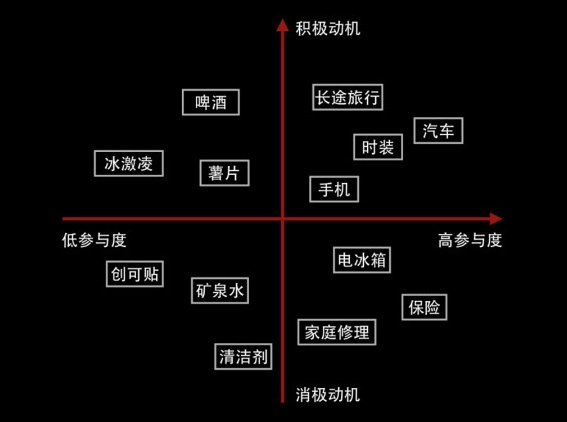 积极动机
啤酒
长途旅行
汽车
时装
冰激凌
薯片
手机
低参与度
高参与度
电冰箱
创可贴
矿泉水
保险
家庭修理
清洁剂
消极动机